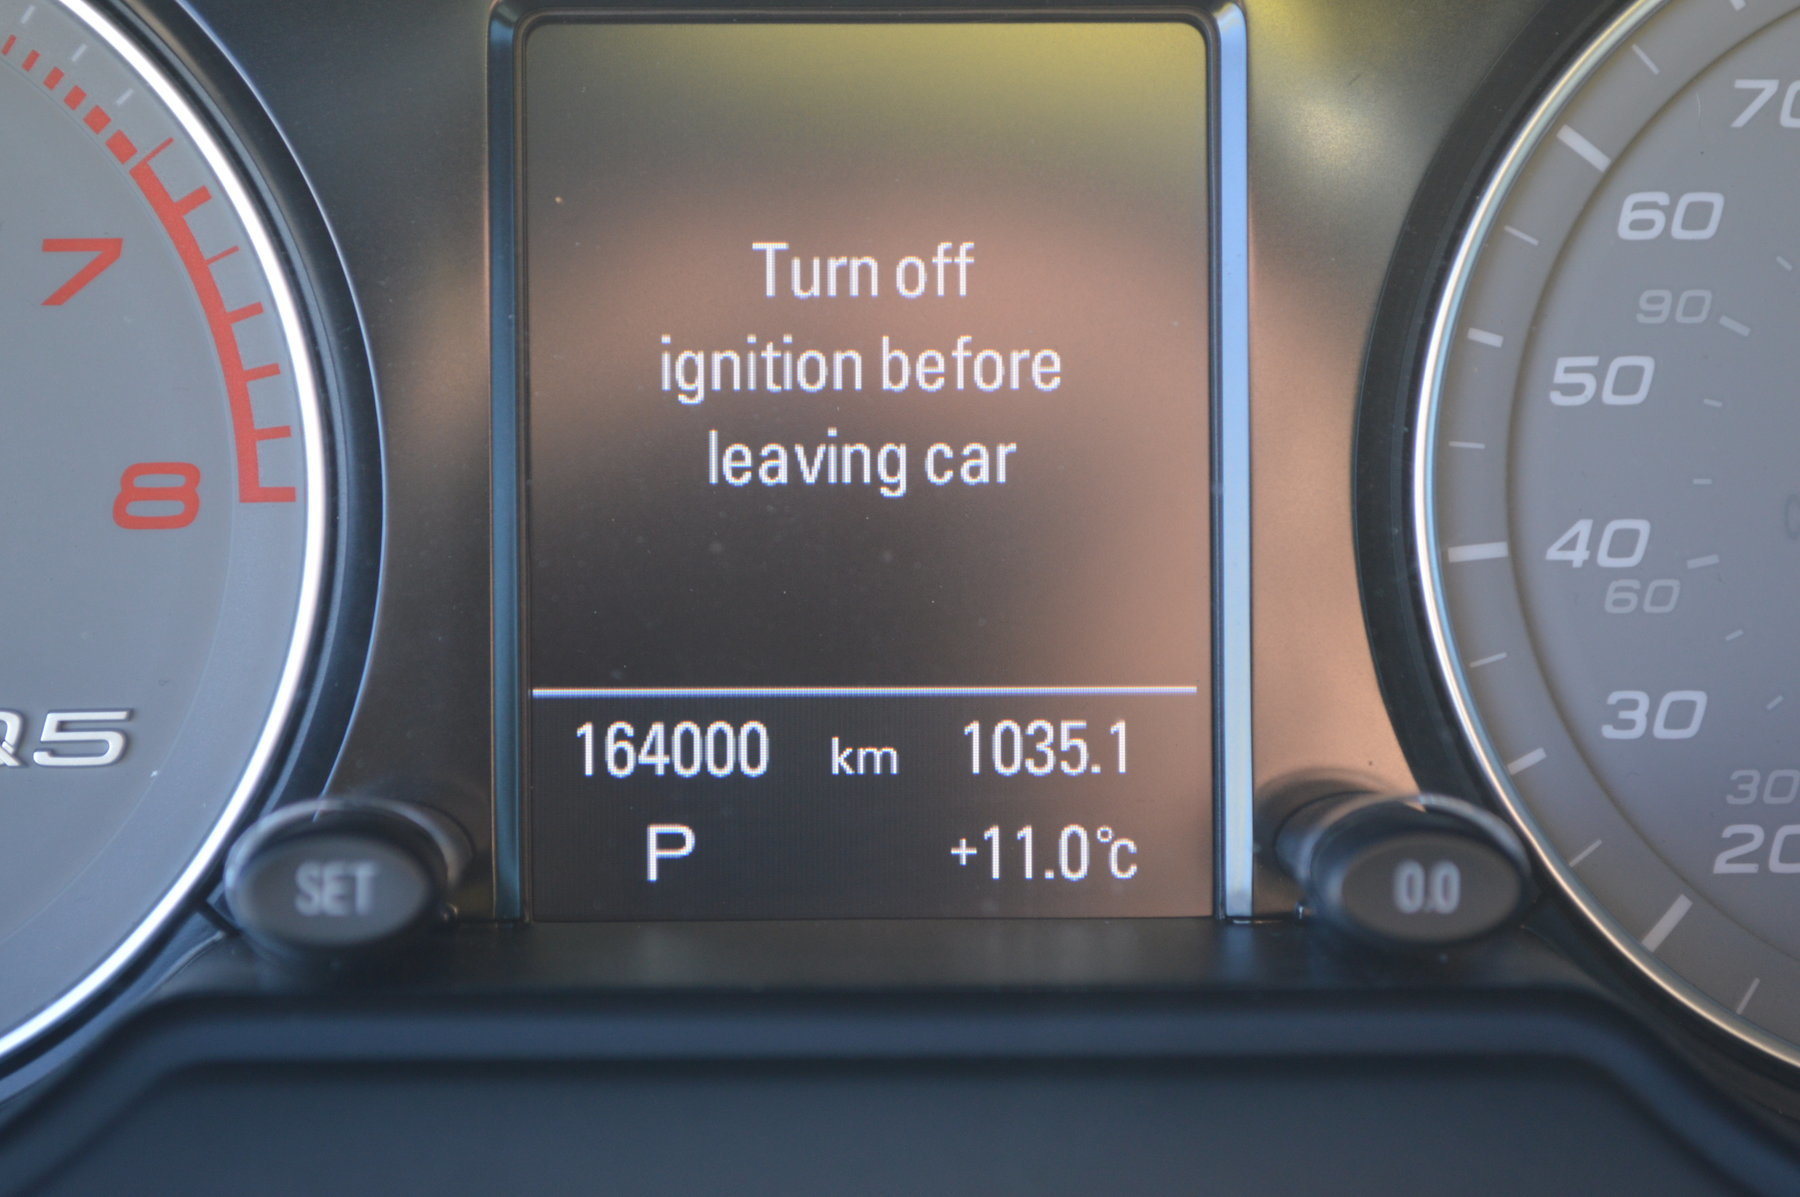 Turn off
ignition before
leaving car
164000 km 1035.1
P +11.0°C
SET
0.0
7
8
Q5
70
60
90
50
40
60
30
30
20